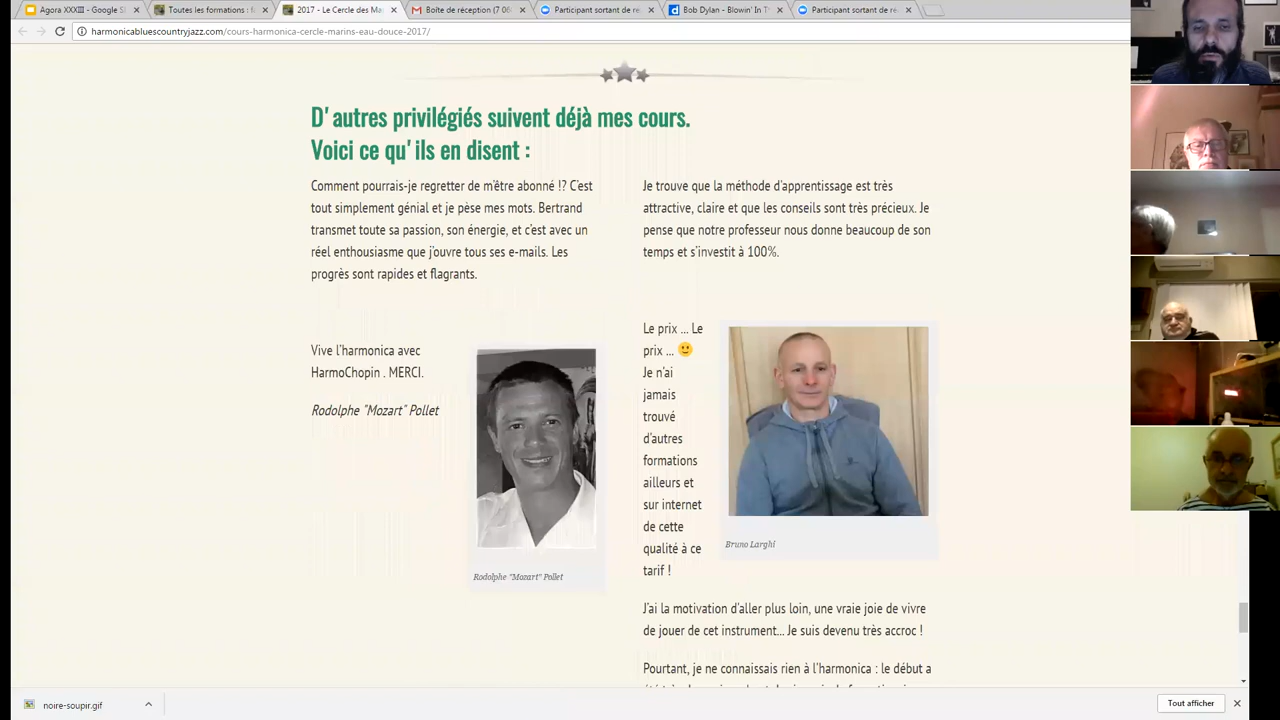 Agora XXXIII - Google S
Toutes les formations : f
2017 - Le Cercle des Ma
Boîte de réception (7 06
Participant sortant de re
Bob Dylan - Blowin' In T
Participant sortant de re
harmonicabluescountryjazz.com/cours-harmonica-cercle-marins-eau-douce-2017/
D'autres privilégiés suivent déjà mes cours.
Voici ce qu'ils en disent :
Comment pourrais-je regretter de m'être abonné !? C'est
tout simplement génial et je pèse mes mots. Bertrand
transmet toute sa passion, son énergie, et c'est avec un
réel enthousiasme que j'ouvre tous ses e-mails. Les
progrès sont rapides et flagrants.
Vive l'harmonica avec
HarmoChopin . MERCI.
Rodolphe "Mozart" Pollet
Rodolphe "Mozart" Pollet
Je trouve que la méthode d'apprentissage est très
attractive, claire et que les conseils sont très précieux. Je
pense que notre professeur nous donne beaucoup de son
temps et s'investit à 100%.
Le prix ... Le
prix ... 🙂
Je n'ai
jamais
trouvé
d'autres
formations
ailleurs et
sur internet
de cette
qualité à ce
tarif !
Bruno Larghi
J'ai la motivation d'aller plus loin, une vraie joie de vivre
de jouer de cet instrument... Je suis devenu très accroc !
Pourtant, je ne connaissais rien à l'harmonica : le début a
noire-soupir.gif
Tout afficher